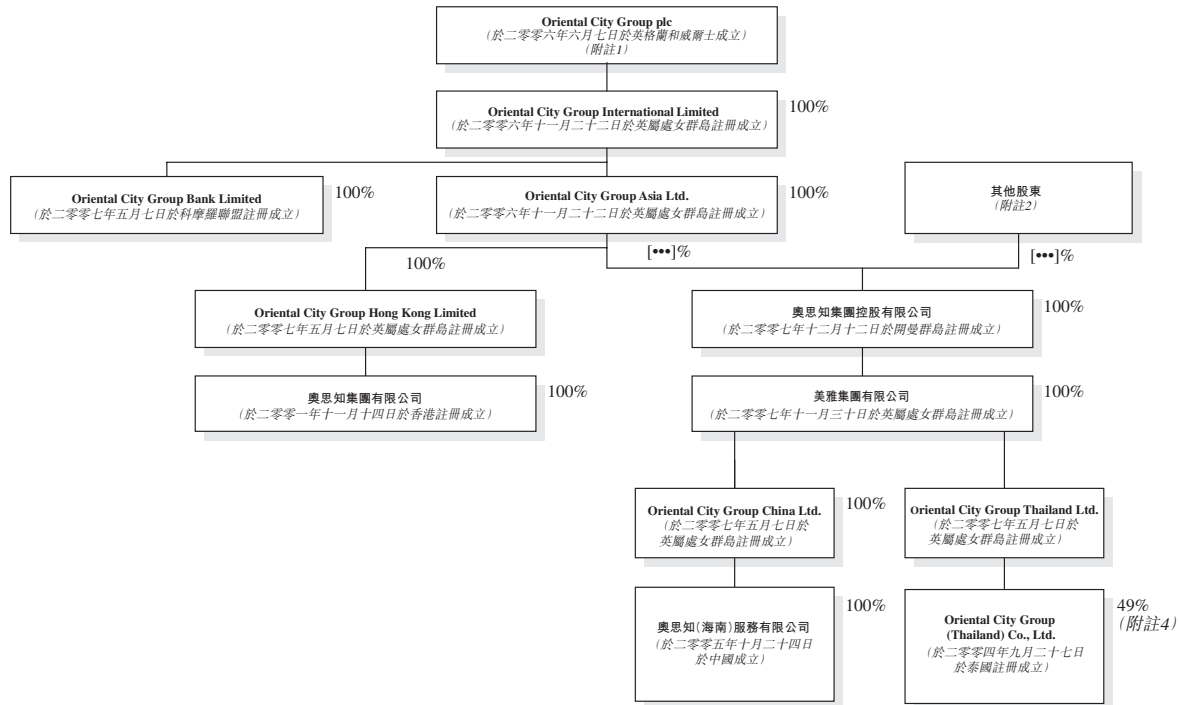 Oriental City Group plc
(於二零零六年六月七日於英格蘭和威爾士成立)
(附註1)
Oriental City Group International Limited
(於二零零六年十一月二十二日於英屬處女群島註冊成立)
100%
Oriental City Group Bank Limited
(於二零零七年五月七日於科摩羅聯盟註冊成立)
100%
Oriental City Group Asia Ltd.
(於二零零六年十一月二十二日於英屬處女群島註冊成立)
100%
其他股東
(附註2)
100%
[•••]%
[•••]%
Oriental City Group Hong Kong Limited
(於二零零七年五月七日於英屬處女群島註冊成立)
100%
奧思知集團控股有限公司
(於二零零七年十二月十二日於開曼群島註冊成立)
100%
奧思知集團有限公司
(於二零零一年十一月十四日於香港註冊成立)
100%
美雅集團有限公司
(於二零零七年十一月三十日於英屬處女群島註冊成立)
100%
Oriental City Group China Ltd.
(於二零零七年五月七日於
英屬處女群島註冊成立)
100%
Oriental City Group Thailand Ltd.
(於二零零七年五月七日於
英屬處女群島註冊成立)
奧思知(海南)服務有限公司
(於二零零五年十月二十四日
於中國成立)
100%
Oriental City Group
(Thailand) Co., Ltd.
(於二零零四年九月二十七日
於泰國註冊成立)
49%
(附註4)